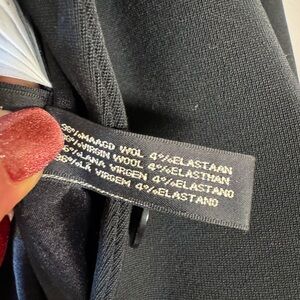 96%MAAGD WOL 4%ELASTAAN
96%VIRGIN WOOL 4%ELASTHAN
96%LANA VIRGEN 4%ELASTANO
96%LÃ VIRGEM 4%ELASTANO